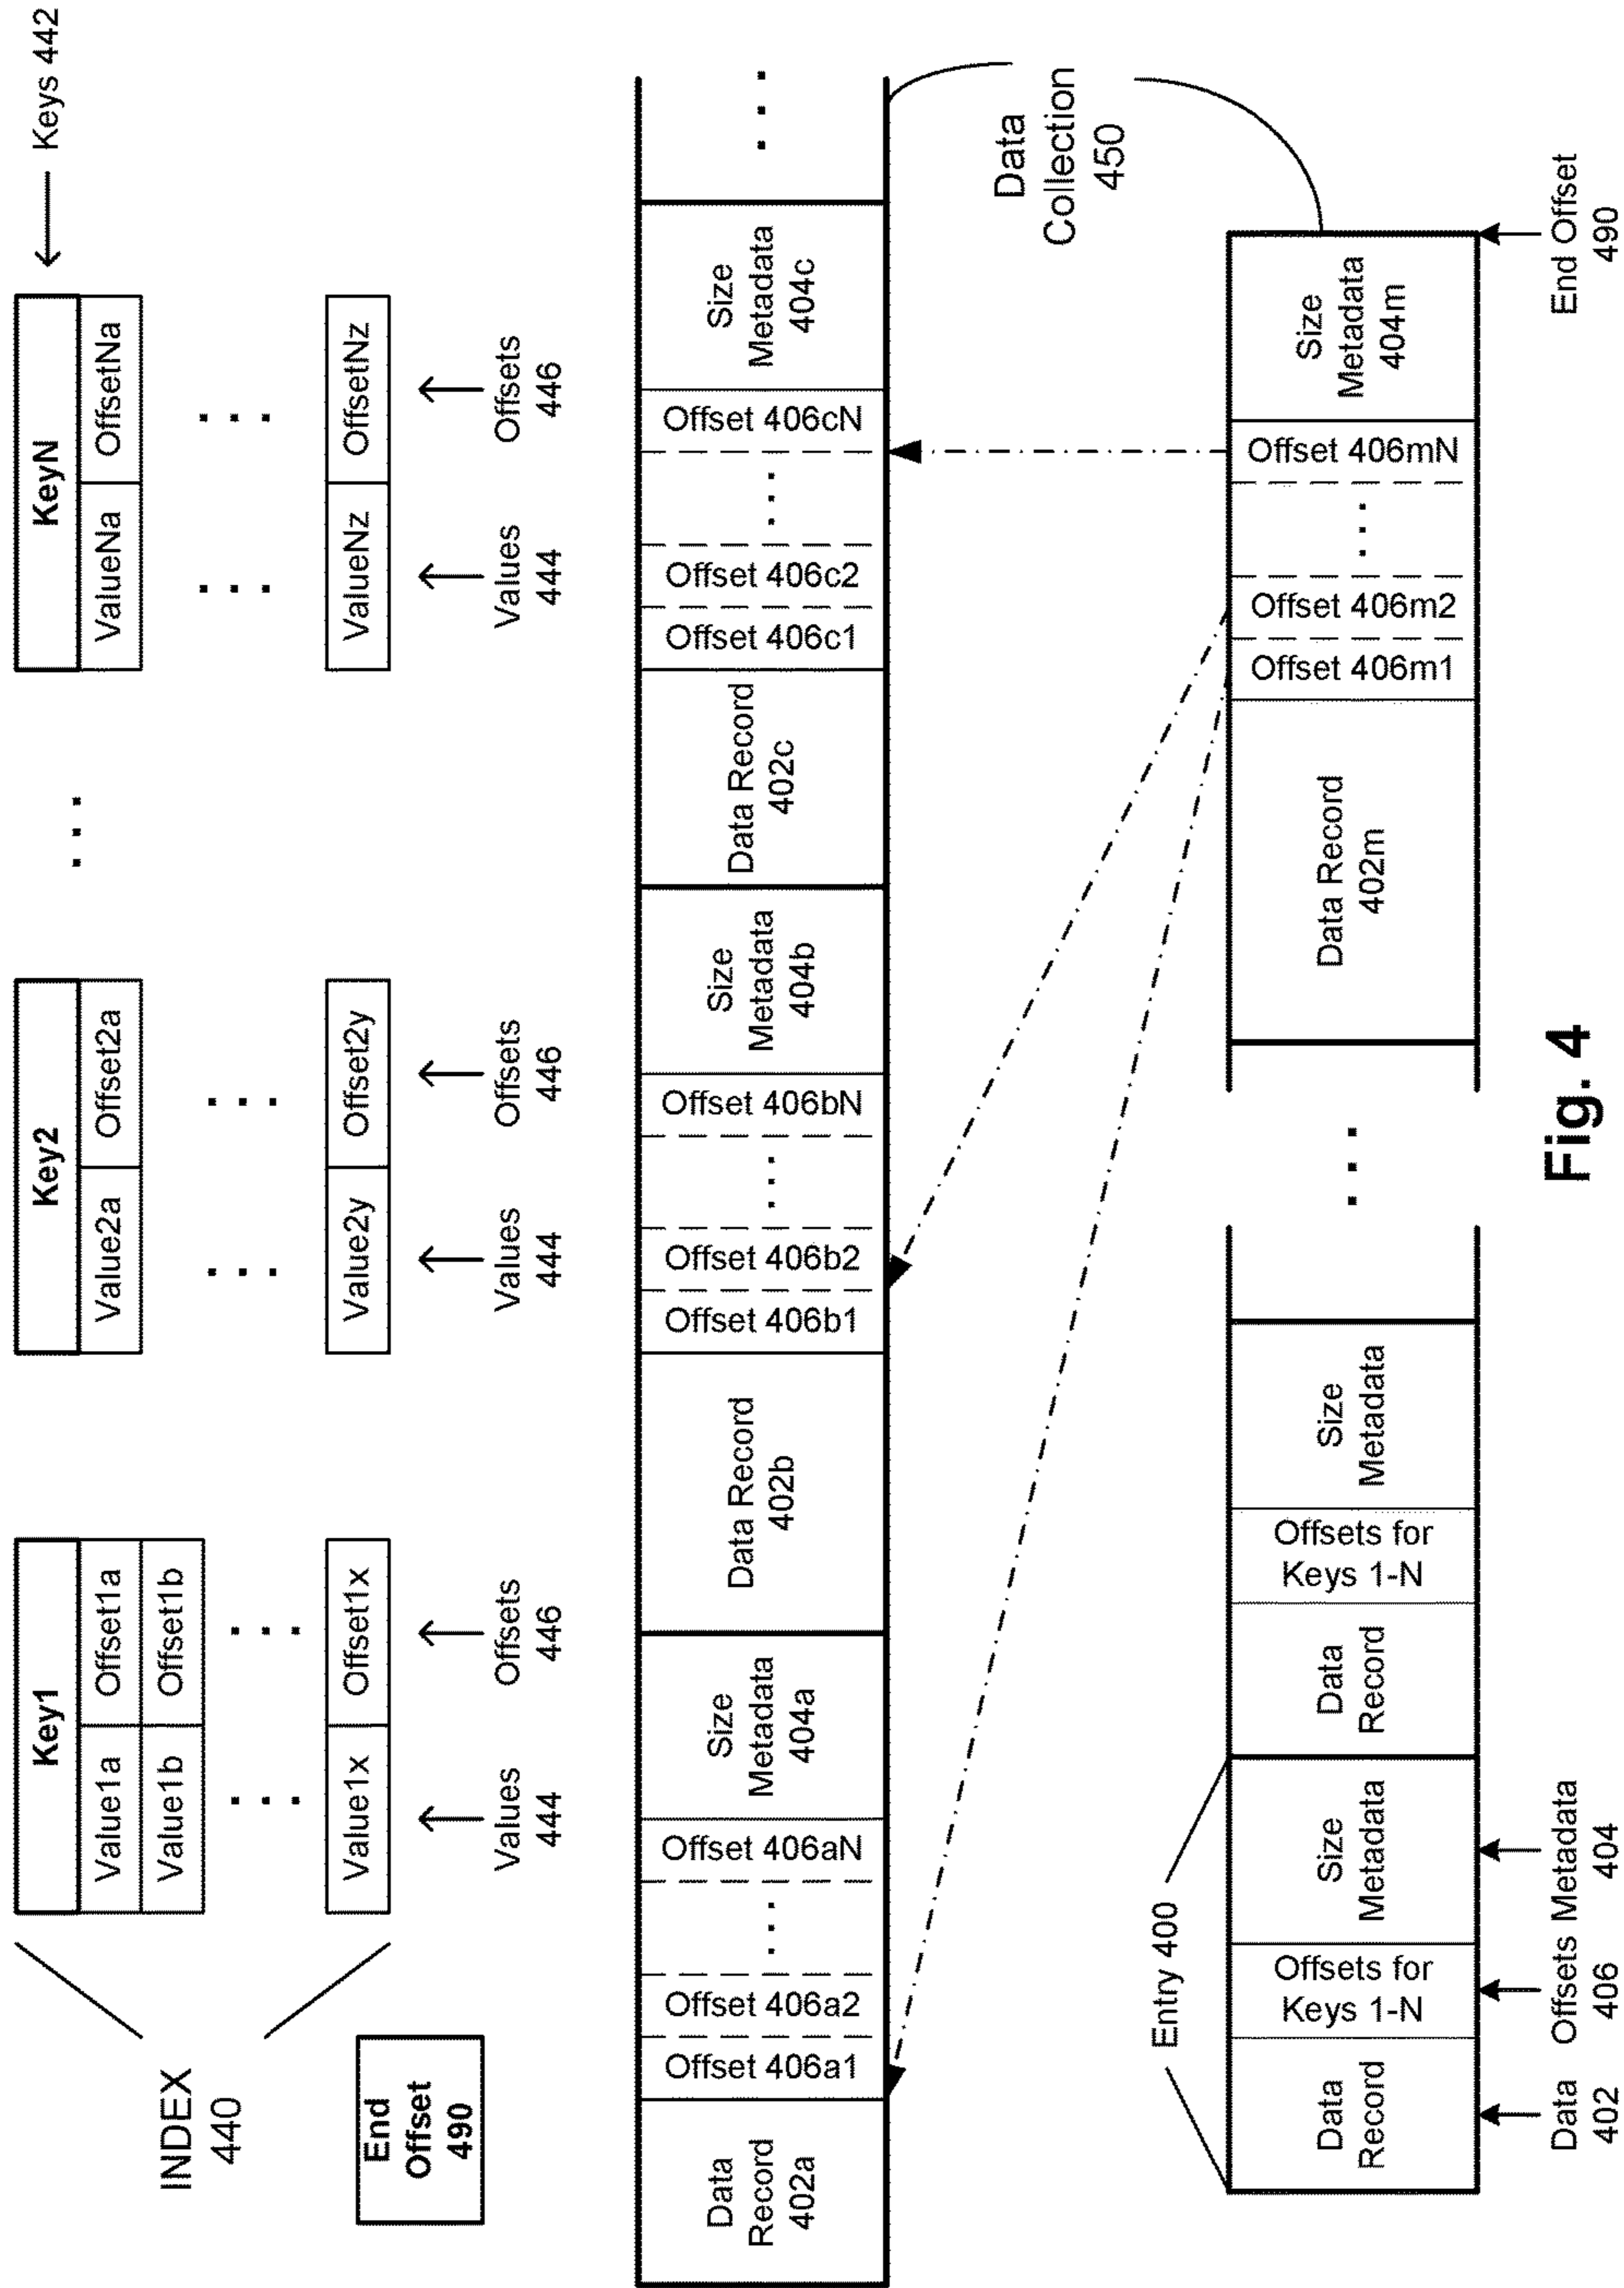 Keys 442
Key1
Value1a Offset1a
Value1b Offset1b
. . . . . .
Value1x Offset1x
Values
444
Offsets
446
Key2
Value2a Offset2a
. . . . . .
Value2y Offset2y
Values
444
Offsets
446
. . .
KeyN
ValueNa OffsetNa
. . . . . .
ValueNz OffsetNz
Values
444
Offsets
446
INDEX
440
End
Offset
490
Data
Record
402a
Offset 406a1
Offset 406a2
. . .
Offset 406aN
Size
Metadata
404a
Data Record
402b
Offset 406b1
Offset 406b2
. . .
Offset 406bN
Size
Metadata
404b
Data Record
402c
Offset 406c1
Offset 406c2
. . .
Offset 406cN
Size
Metadata
404c
. . .
Data
Collection
450
Entry 400
Data
Record
Offsets for
Keys 1-N
Size
Metadata
Data
Record
Offsets for
Keys 1-N
Size
Metadata
. . .
Data Record
402m
Offset 406m1
Offset 406m2
. . .
Offset 406mN
Size
Metadata
404m
Data
402
Offsets
406
Metadata
404
End Offset
490
Fig. 4